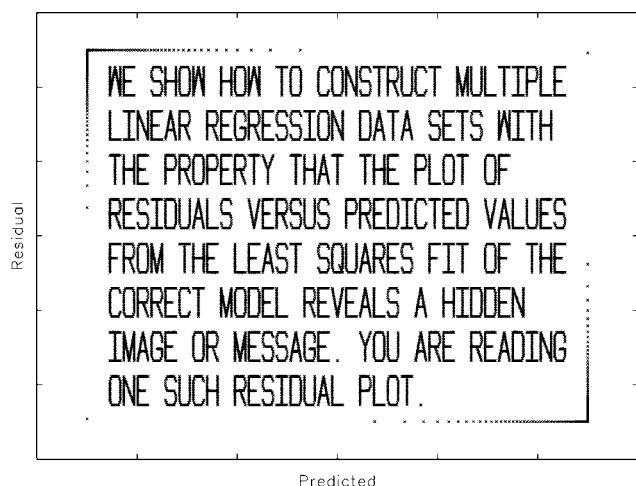 WE SHOW HOW TO CONSTRUCT MULTIPLE
LINEAR REGRESSION DATA SETS WITH
THE PROPERTY THAT THE PLOT OF
RESIDUALS VERSUS PREDICTED VALUES
FROM THE LEAST SQUARES FIT OF THE
CORRECT MODEL REVEALS A HIDDEN
IMAGE OR MESSAGE. YOU ARE READING
ONE SUCH RESIDUAL PLOT.
Residual
Predicted